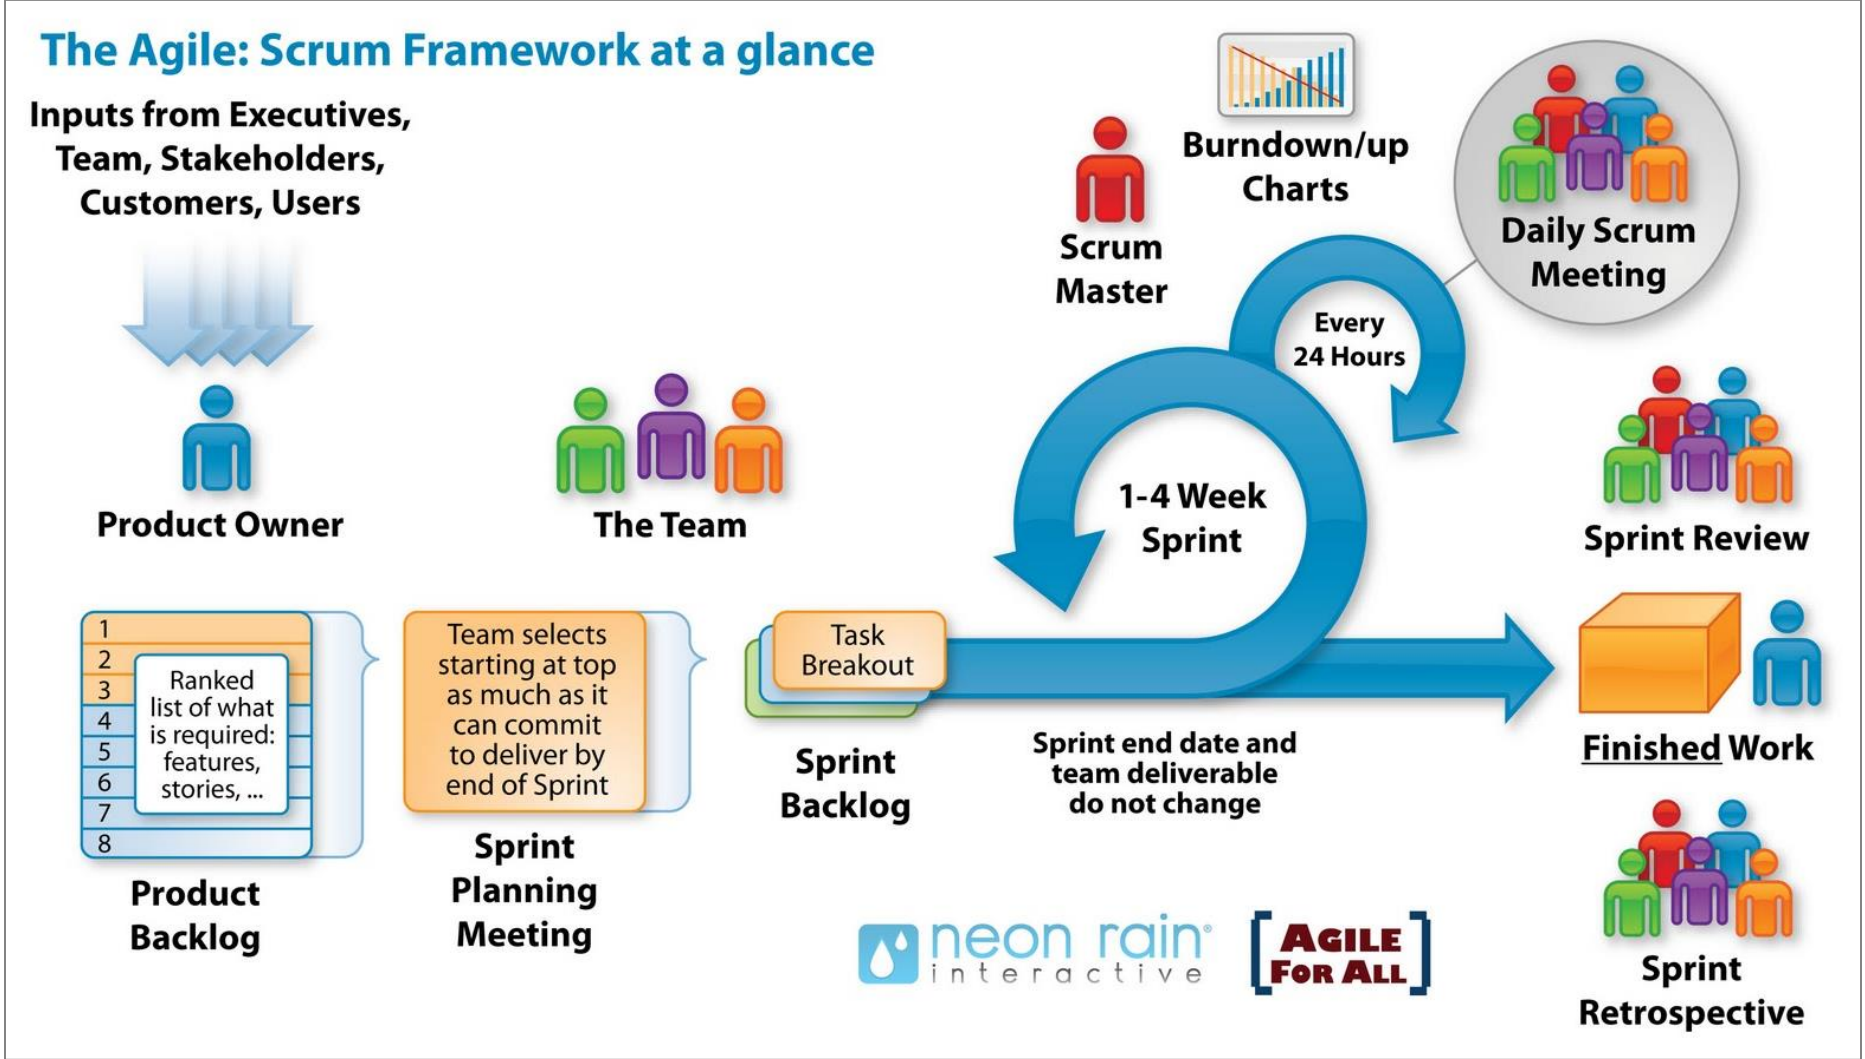 The Agile: Scrum Framework at a glance
Inputs from Executives,
Team, Stakeholders,
Customers, Users
Product Owner
The Team
Scrum
Master
Burndown/up
Charts
Daily Scrum
Meeting
Every
24 Hours
1-4 Week
Sprint
Sprint Review
1
2
3
4
5
6
7
8
Ranked
list of what
is required:
features,
stories, ...
Product
Backlog
Team selects
starting at top
as much as it
can commit
to deliver by
end of Sprint
Sprint
Planning
Meeting
Task
Breakout
Sprint
Backlog
Sprint end date and
team deliverable
do not change
Finished Work
Sprint
Retrospective
neon rain®
interactive
[AGILE
FOR ALL]